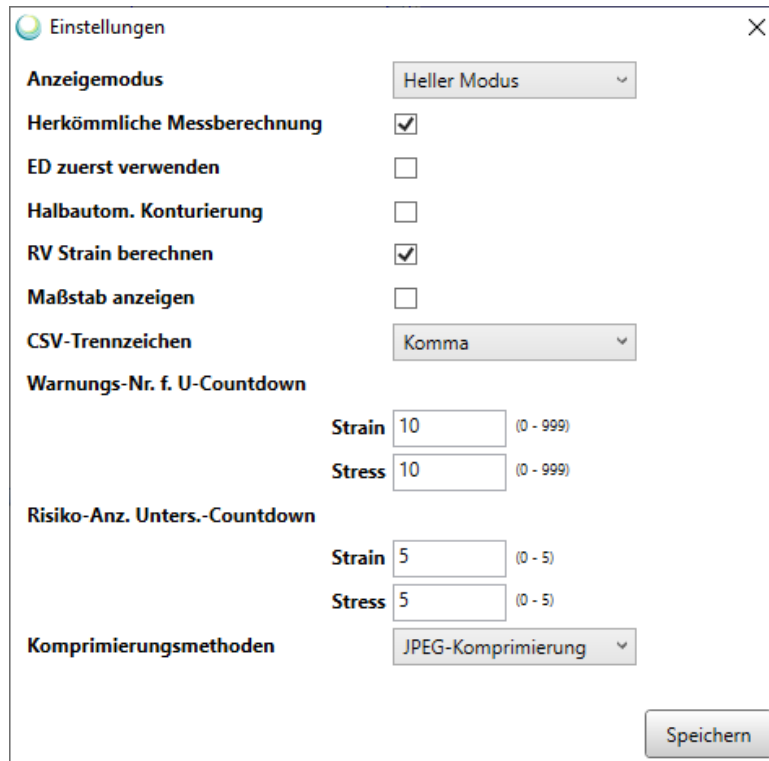 Einstellungen
Anzeigemodus Heller Modus
Herkömmliche Messberechnung
ED zuerst verwenden
Halbautom. Konturierung
RV Strain berechnen
Maßstab anzeigen
CSV-Trennzeichen Komma
Warnungs-Nr. f. U-Countdown
Strain 10 (0 - 999)
Stress 10 (0 - 999)
Risiko-Anz. Unters.-Countdown
Strain 5 (0 - 5)
Stress 5 (0 - 5)
Komprimierungsmethoden JPEG-Komprimierung
Speichern